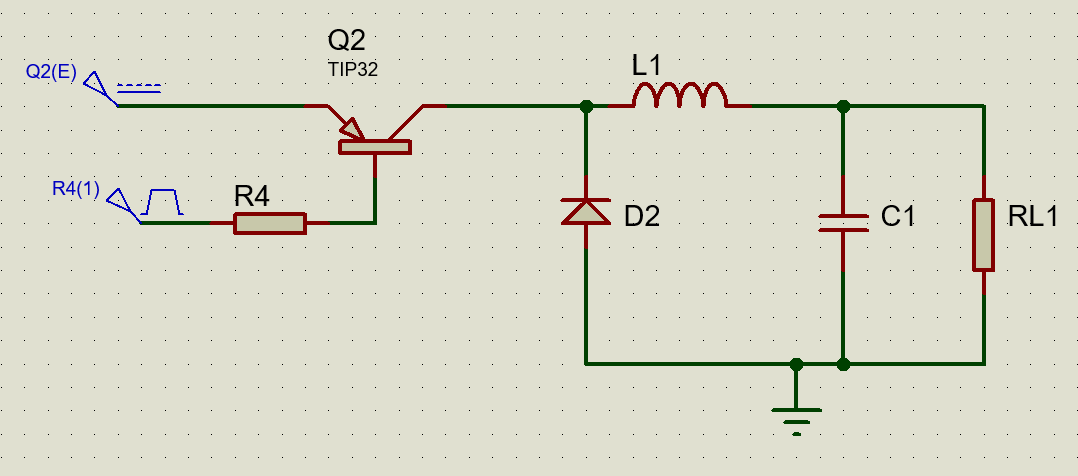 Q2
TIP32
Q2(E)
L1
R4(1)
R4
D2
C1
RL1